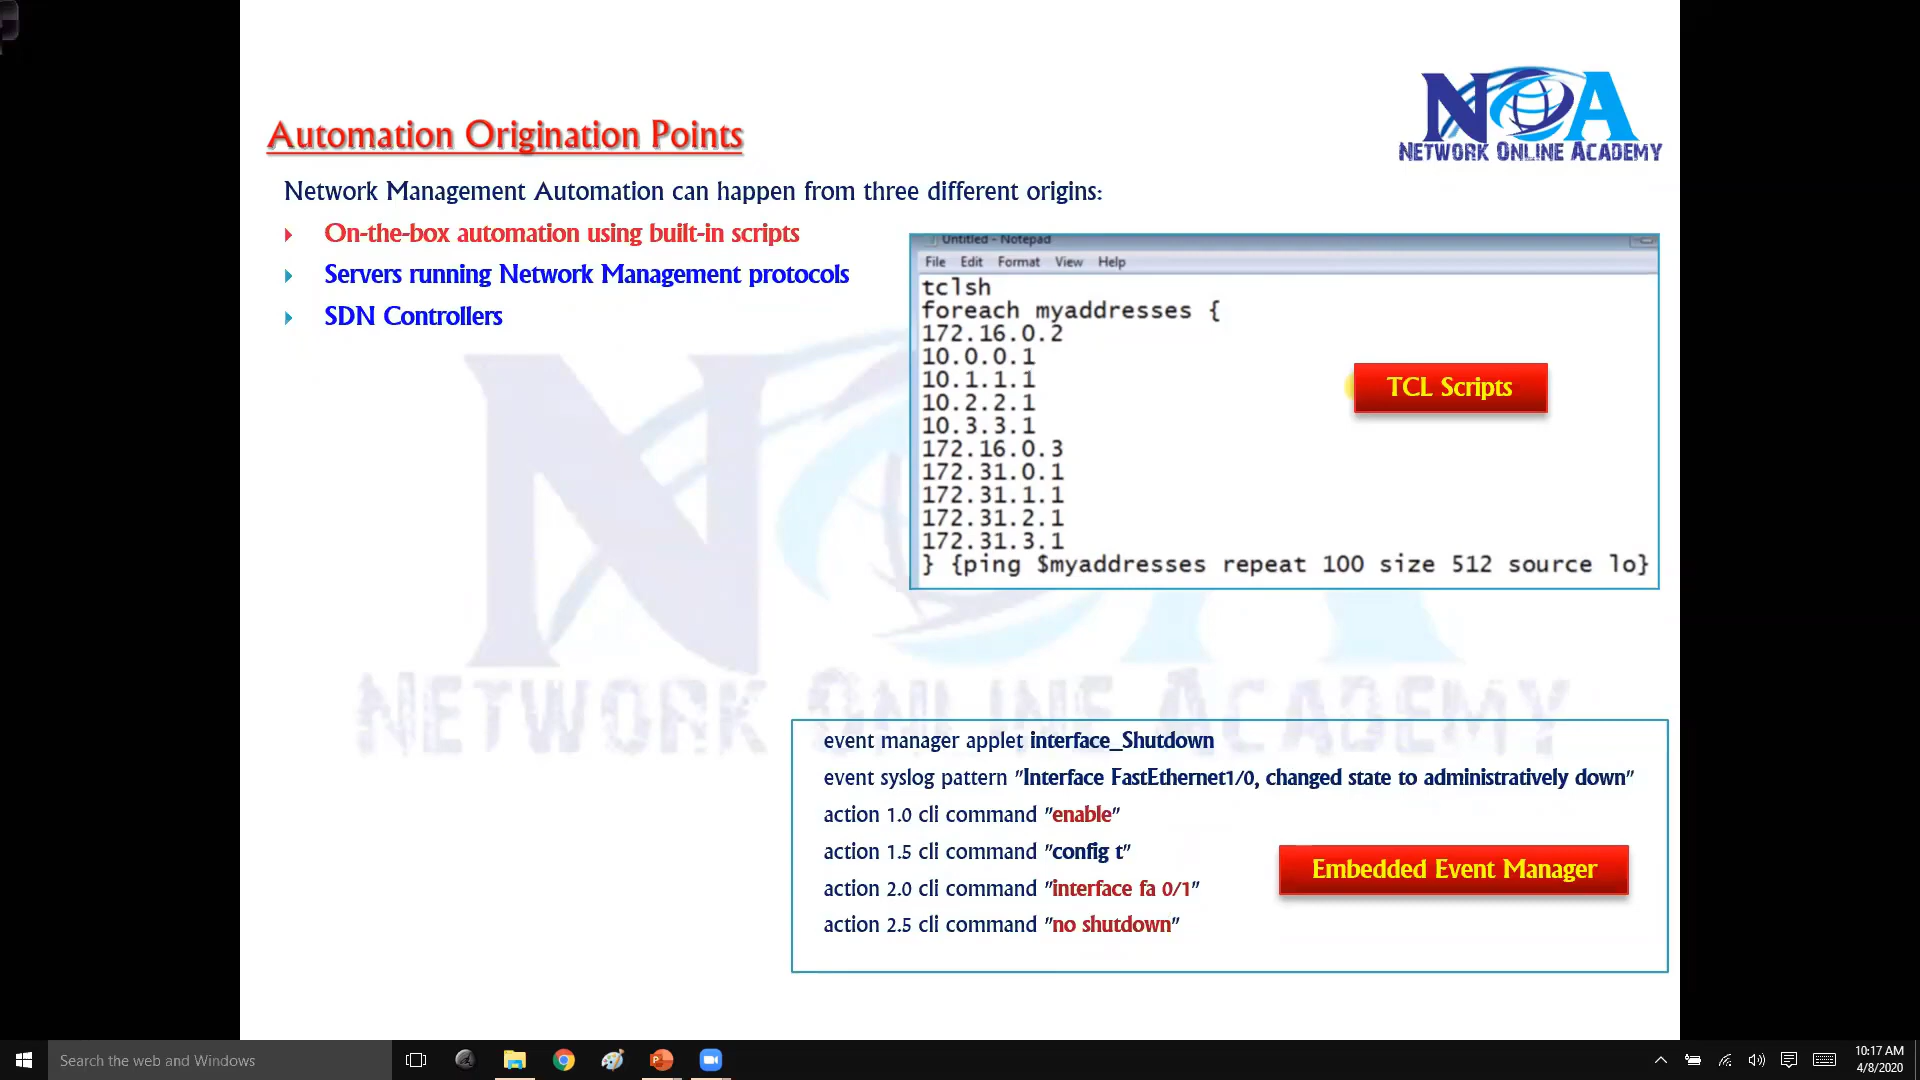 NOA
NETWORK ONLINE ACADEMY
Automation Origination Points
Network Management Automation can happen from three different origins:
On-the-box automation using built-in scripts
Servers running Network Management protocols
SDN Controllers
Untitled - Notepad
File Edit Format View Help
tclsh
foreach myaddresses {
172.16.0.2
10.0.0.1
10.1.1.1
10.2.2.1
10.3.3.1
172.16.0.3
172.31.0.1
172.31.1.1
172.31.2.1
172.31.3.1
} {ping $myaddresses repeat 100 size 512 source lo}
TCL Scripts
NETWORK ONLINE ACADEMY
event manager applet interface_Shutdown
event syslog pattern "Interface FastEthernet1/0, changed state to administratively down"
action 1.0 cli command "enable"
action 1.5 cli command "config t"
action 2.0 cli command "interface fa 0/1"
action 2.5 cli command "no shutdown"
Embedded Event Manager
Search the web and Windows
10:17 AM
4/8/2020